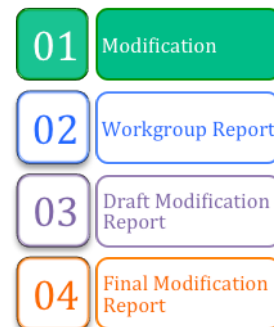 01 Modification
02 Workgroup Report
03 Draft Modification
Report
04 Final Modification
Report